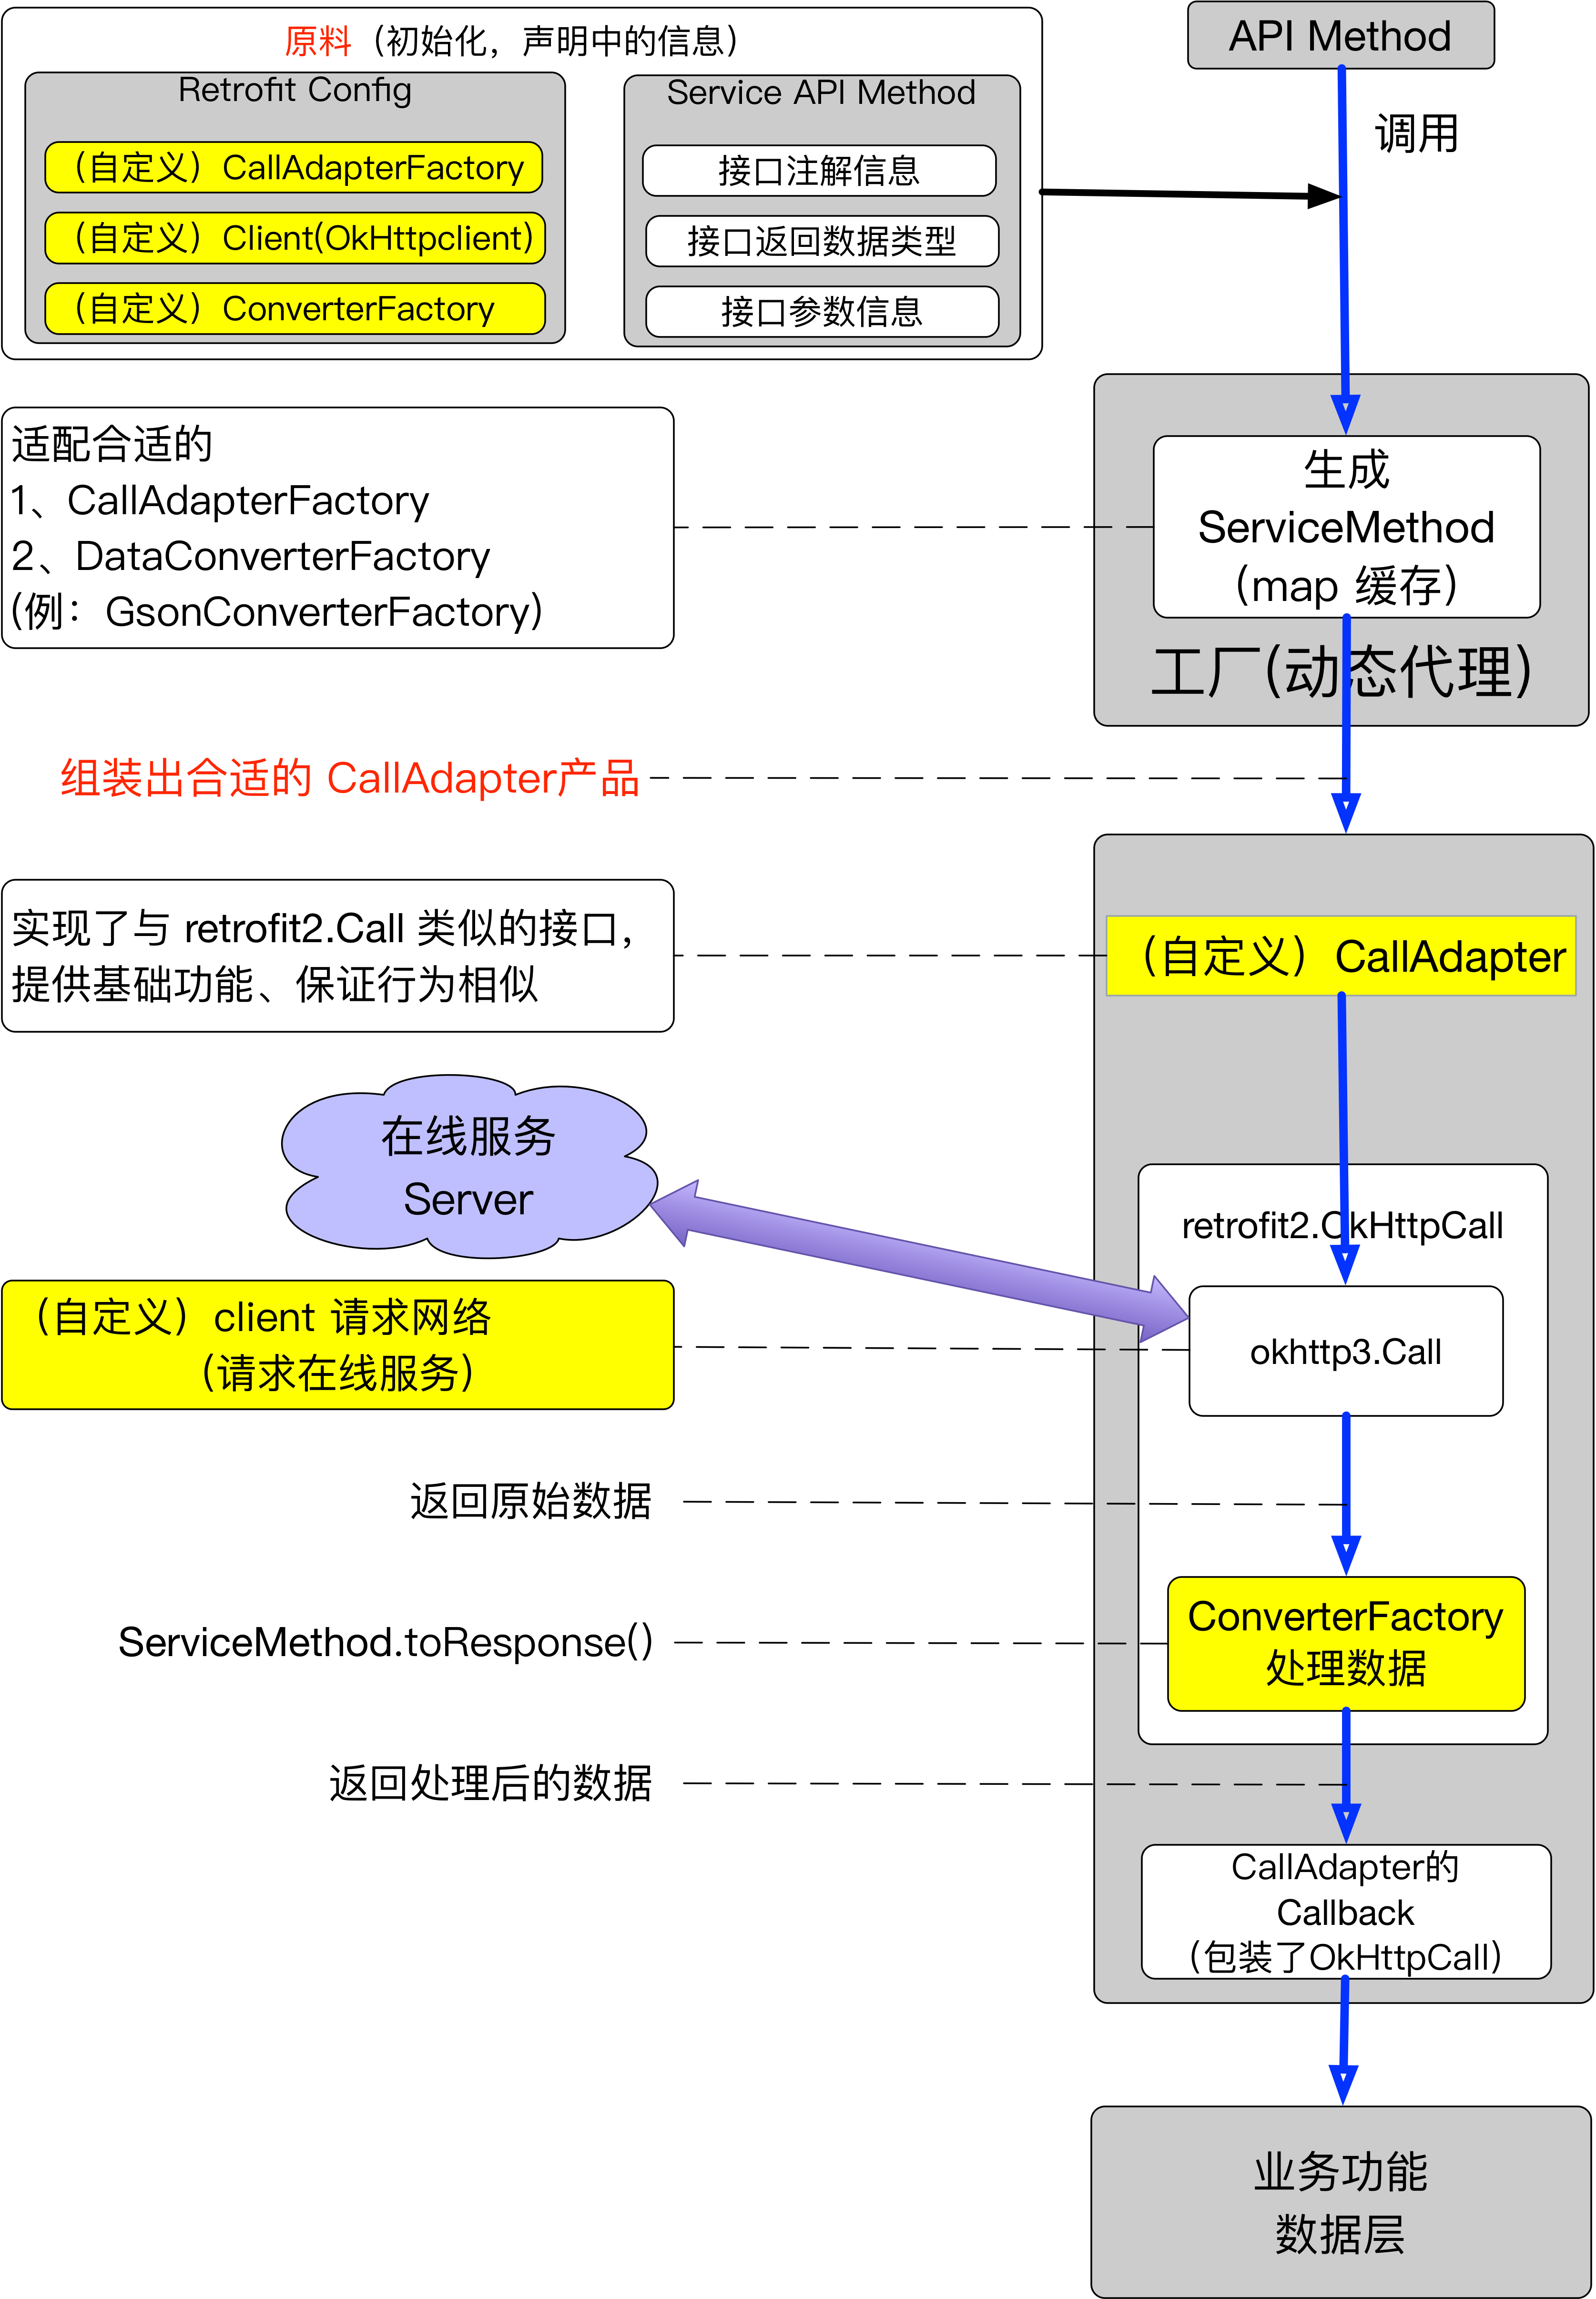 原料（初始化，声明中的信息）
Retrofit Config
（自定义）CallAdapterFactory
（自定义）Client(OkHttpclient)
（自定义）ConverterFactory
Service API Method
接口注解信息
接口返回数据类型
接口参数信息
API Method
调用
适配合适的
1、CallAdapterFactory
2、DataConverterFactory
(例：GsonConverterFactory)
生成
ServiceMethod
(map 缓存)
工厂(动态代理)
组装出合适的 CallAdapter产品
实现了与 retrofit2.Call 类似的接口，
提供基础功能、保证行为相似
（自定义）CallAdapter
在线服务
Server
retrofit2.OkHttpCall
（自定义）client 请求网络
（请求在线服务）
okhttp3.Call
返回原始数据
ServiceMethod.toResponse()
ConverterFactory
处理数据
返回处理后的数据
CallAdapter的
Callback
（包装了OkHttpCall）
业务功能
数据层